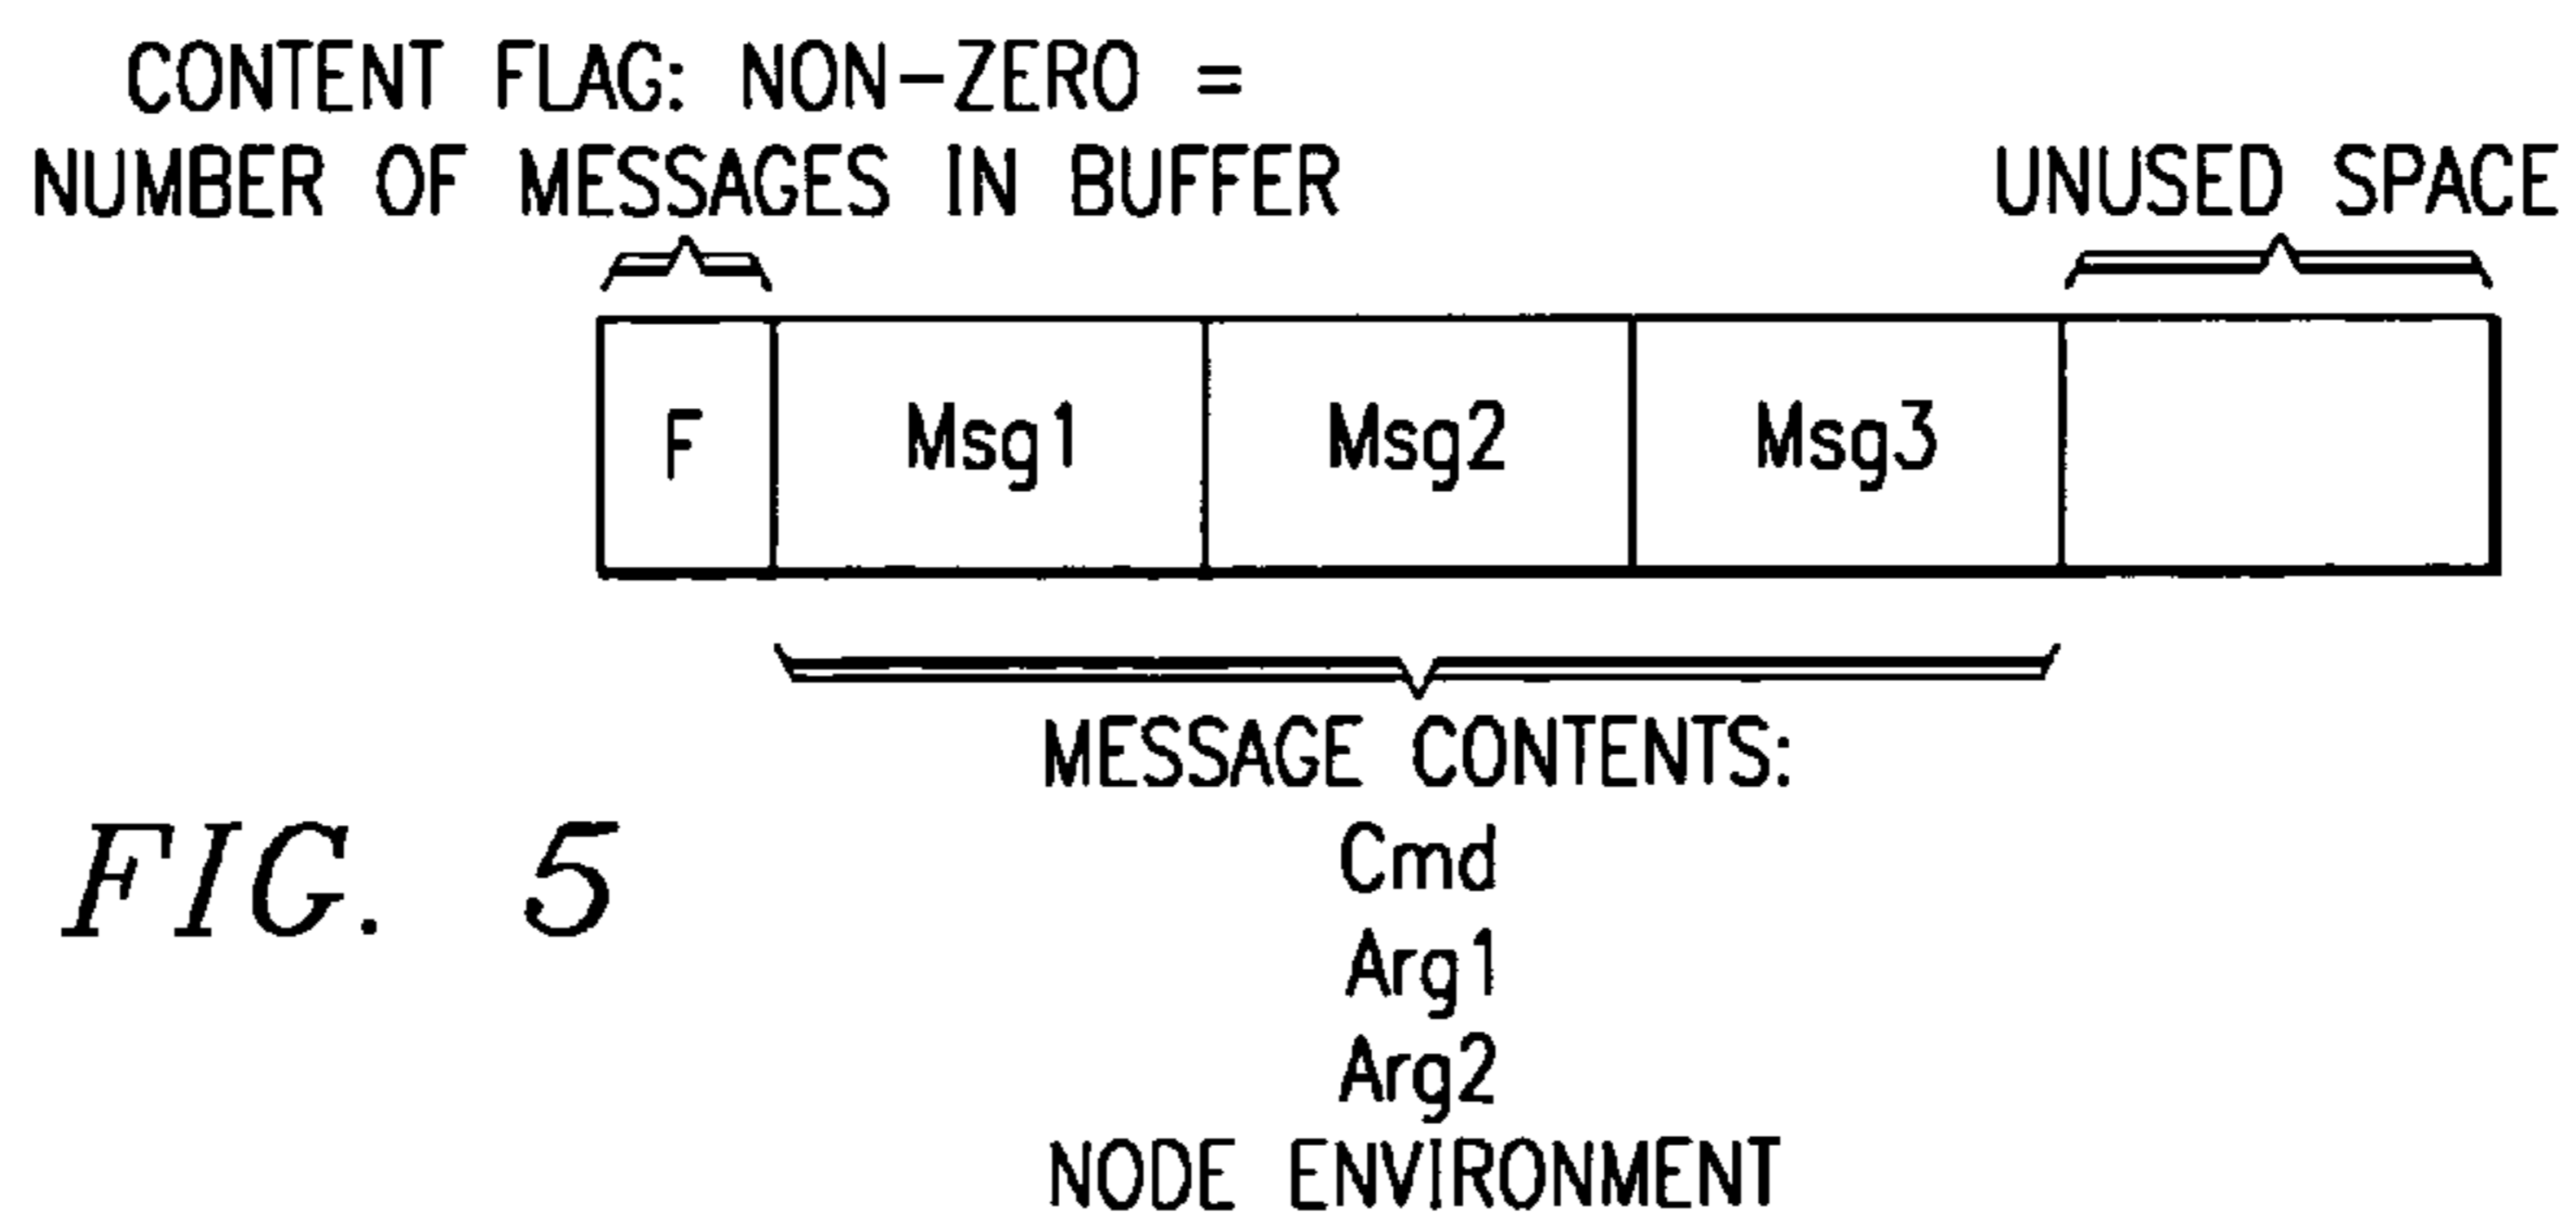 CONTENT FLAG: NON-ZERO =
NUMBER OF MESSAGES IN BUFFER
UNUSED SPACE
F
Msg1
Msg2
Msg3
MESSAGE CONTENTS:
Cmd
Arg1
Arg2
NODE ENVIRONMENT
FIG. 5